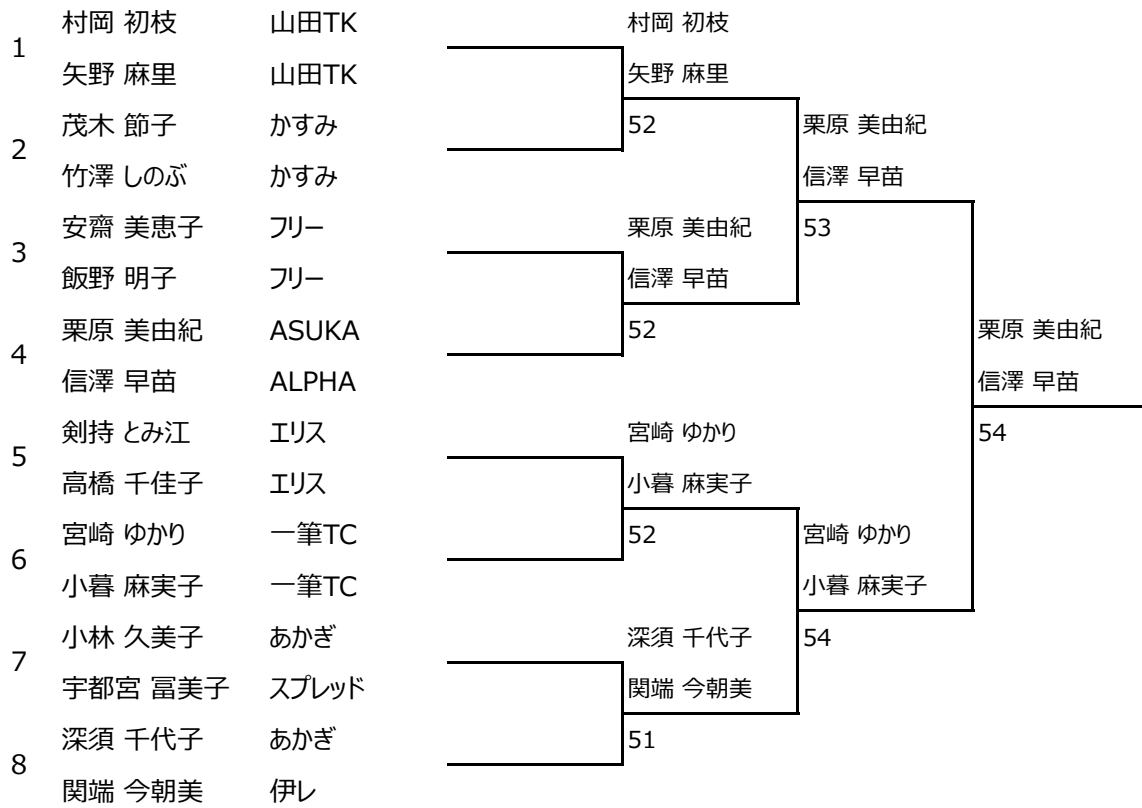 村岡 初枝 山田TK 村岡 初枝
1
矢野 麻里 山田TK 矢野 麻里
茂木 節子 かすみ 52 栗原 美由紀
2
竹澤 しのぶ かすみ 信澤 早苗
安齋 美恵子 フリー 栗原 美由紀 53
3
飯野 明子 フリー 信澤 早苗
栗原 美由紀 ASUKA 52 栗原 美由紀
4
信澤 早苗 ALPHA 信澤 早苗
剣持 とみ江 エリス 宮崎 ゆかり 54
5
高橋 千佳子 エリス 小暮 麻実子
宮崎 ゆかり 一筆TC 52 宮崎 ゆかり
6
小暮 麻実子 一筆TC 小暮 麻実子
小林 久美子 あかぎ 深須 千代子 54
7
宇都宮 冨美子 スプレッド 関端 今朝美
深須 千代子 あかぎ 51
8
関端 今朝美 伊レ